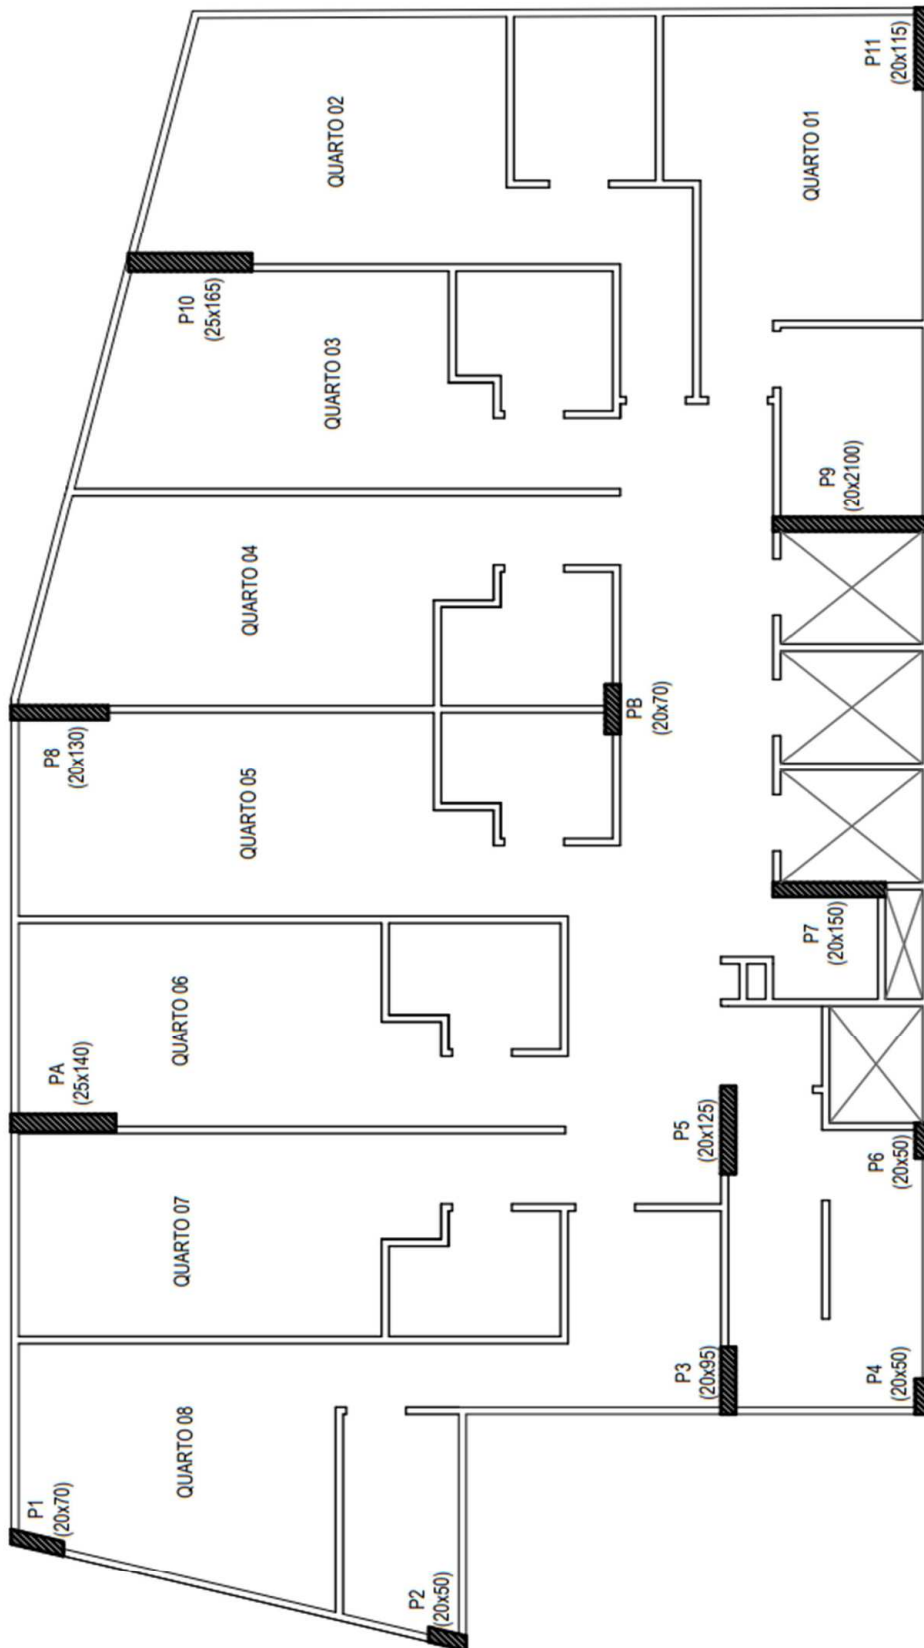 P11
(20x115)
QUARTO 02
QUARTO 01
P10
(25x165)
QUARTO 03
P9
(20x2100)
QUARTO 04
PB
(20x70)
P8
(20x130)
QUARTO 05
P7
(20x150)
QUARTO 06
PA
(25x140)
P5
(20x125)
P6
(20x50)
QUARTO 07
P3
(20x95)
P4
(20x50)
QUARTO 08
P1
(20x70)
P2
(20x50)